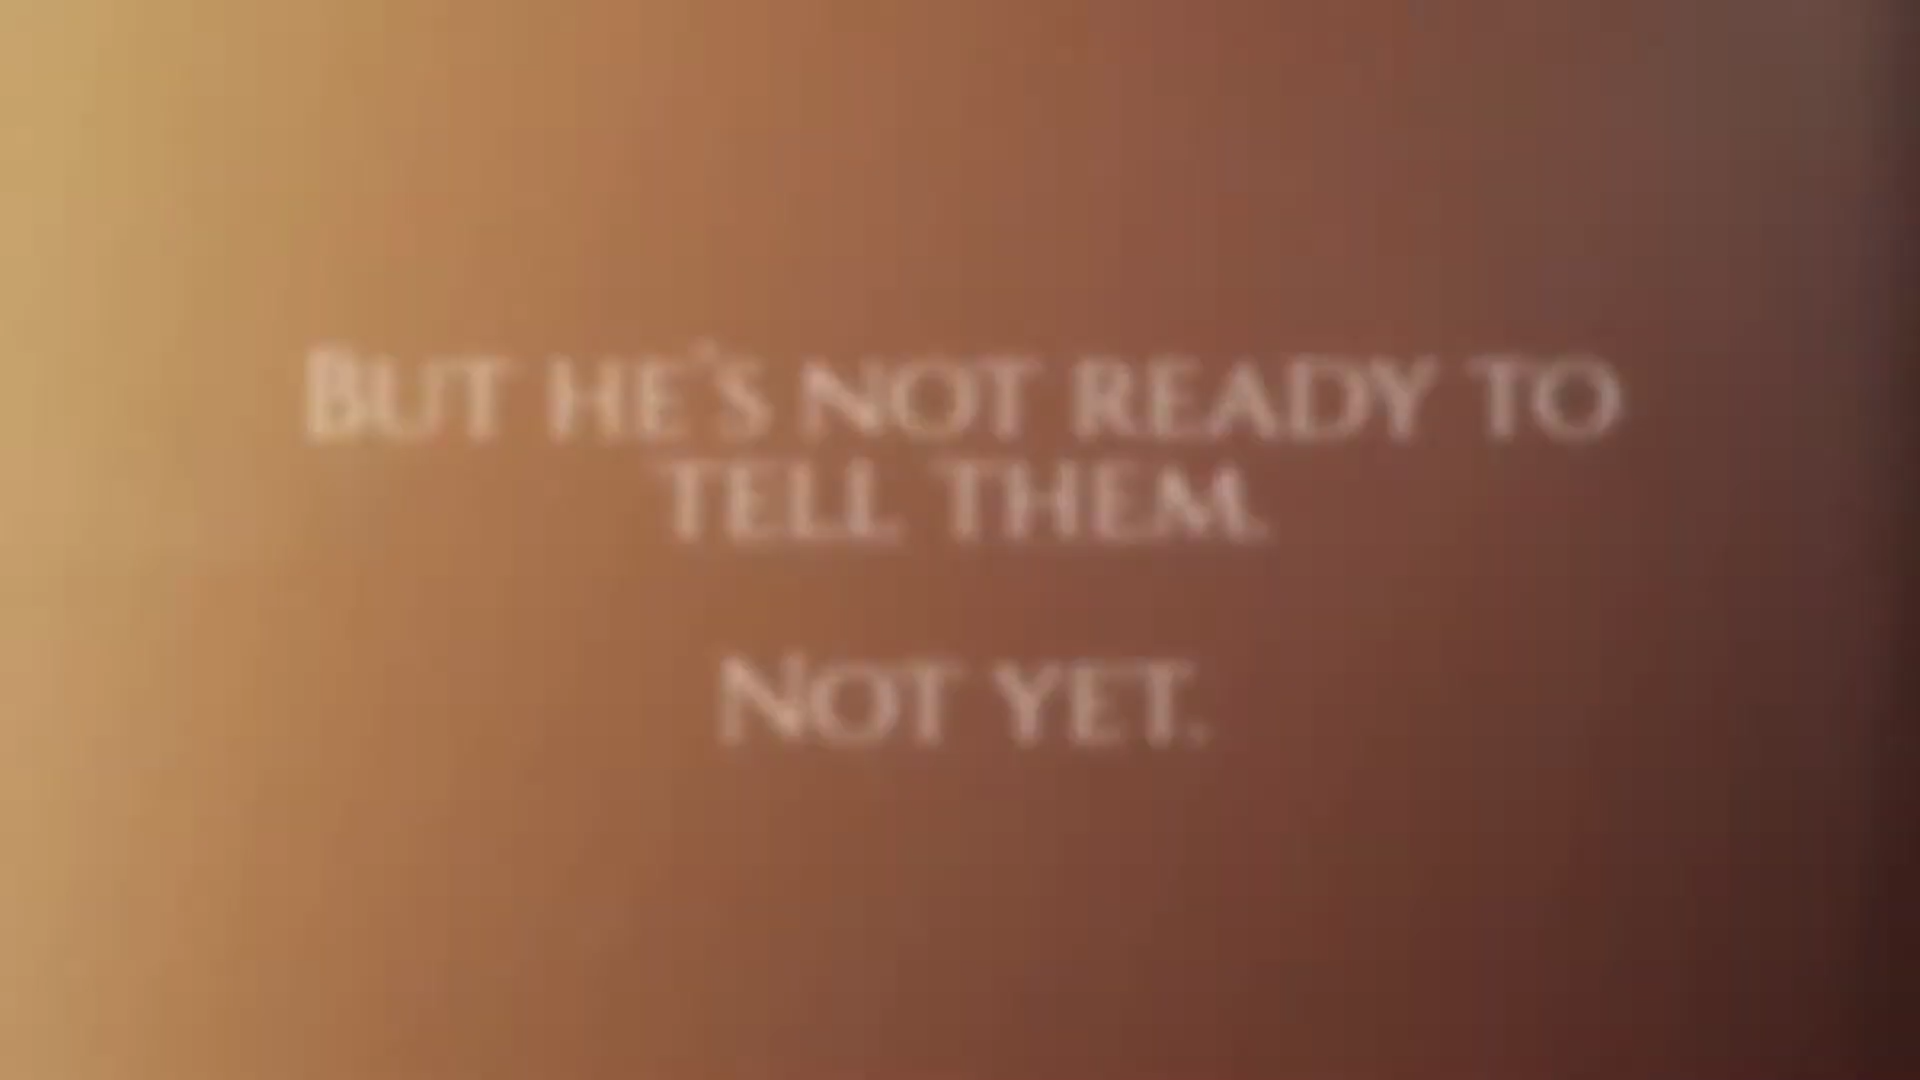 But he's not ready to
tell them.
Not yet.